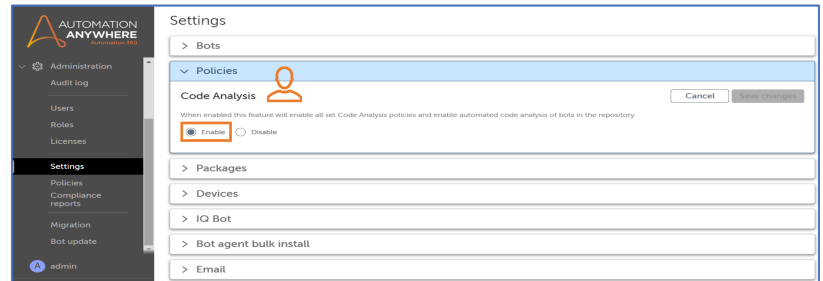 AUTOMATION
ANYWHERE
Automation 360
Administration
Audit log
Users
Roles
Licenses
Settings
Policies
Compliance
reports
Migration
Bot update
A admin
Settings
> Bots
Policies
Code Analysis
Cancel
Save changes
When enabled this feature will enable all set Code Analysis policies and enable automated code analysis of bots in the repository
Enable Disable
> Packages
> Devices
> IQ Bot
> Bot agent bulk install
> Email